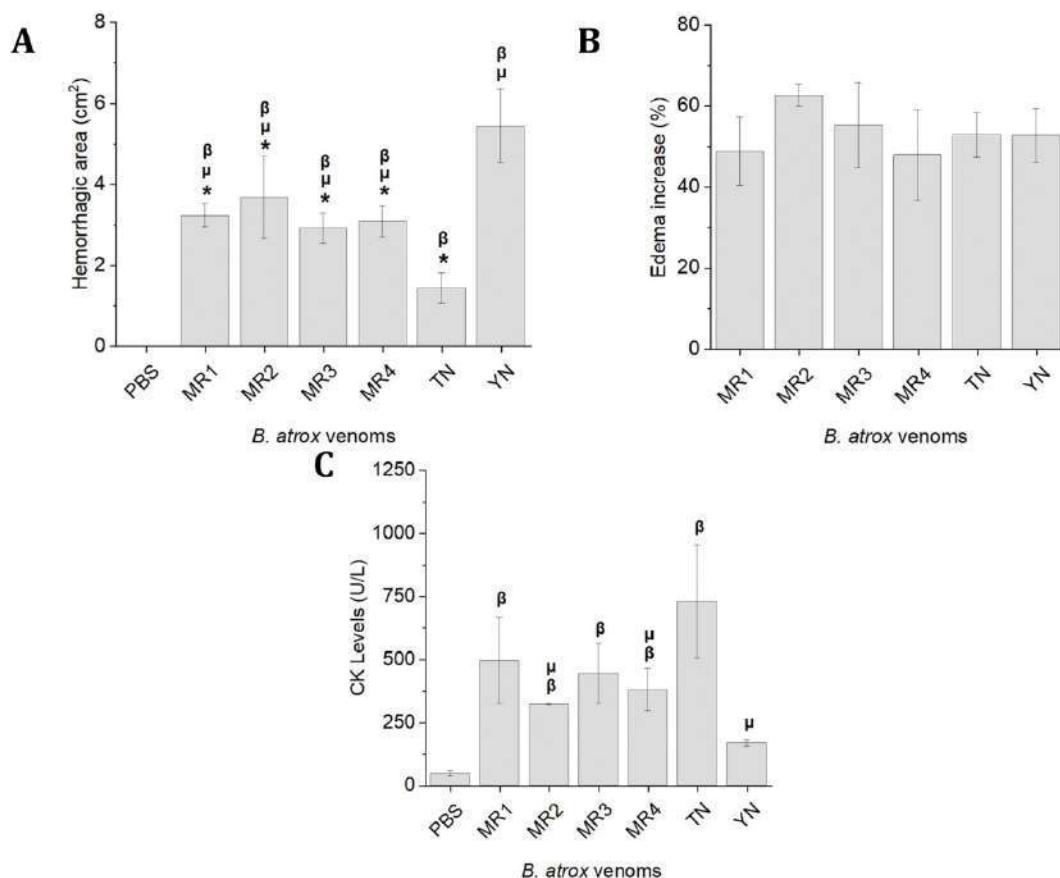 A
Hemorrhagic area (cm²)
8
6
4
2
0
β
μ
*
β
μ
*
β
μ
*
β
μ
*
β
*
β
μ
PBS
MR1
MR2
MR3
MR4
TN
YN
B. atrox venoms
B
Edema increase (%)
80
60
40
20
0
MR1
MR2
MR3
MR4
TN
YN
B. atrox venoms
C
CK Levels (U/L)
1250
1000
750
500
250
0
β
μ
β
β
μ
β
β
μ
PBS
MR1
MR2
MR3
MR4
TN
YN
B. atrox venoms